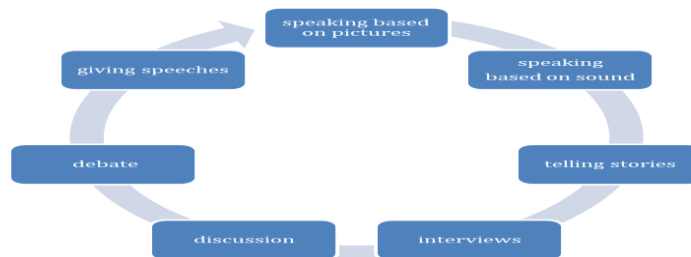 speaking based
on pictures
speaking
based on sound
telling stories
interviews
discussion
debate
giving speeches